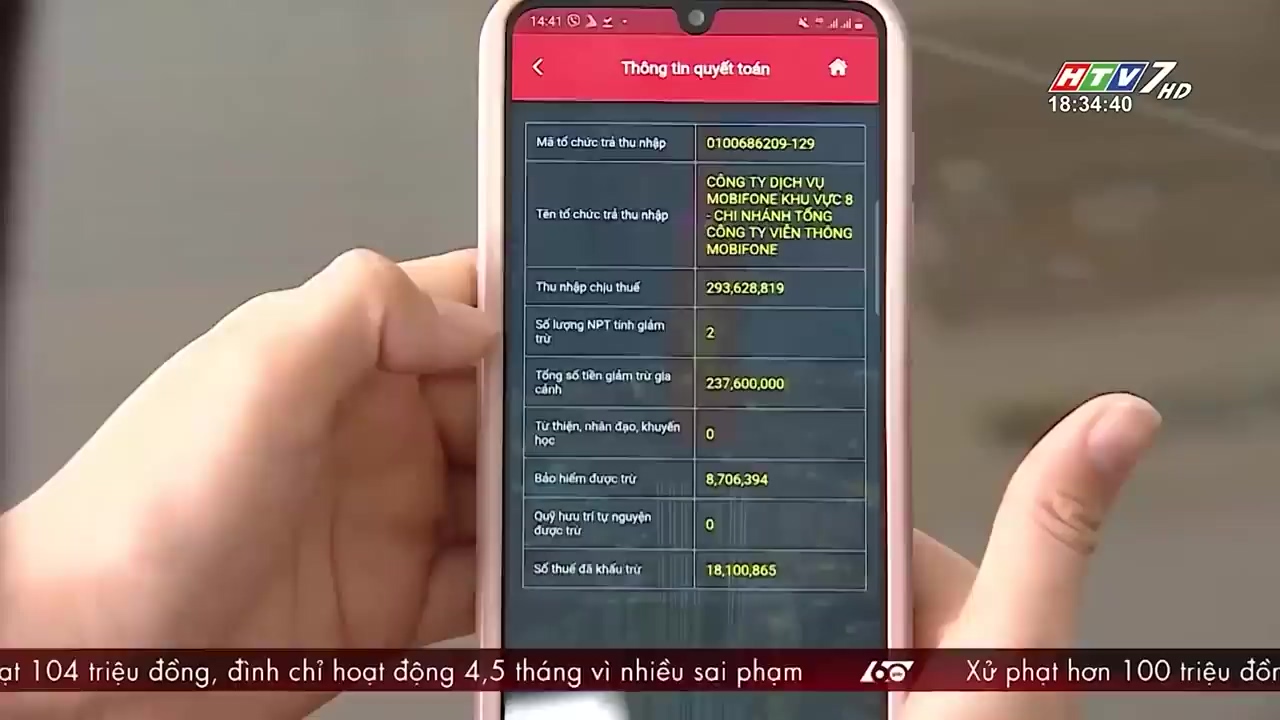 14:41
Thông tin quyết toán
HTV7 HD
18:34:40
Mã tổ chức trả thu nhập
0100686209-129
Tên tổ chức trả thu nhập
CÔNG TY DỊCH VỤ
MOBIFONE KHU VỰC 8
- CHI NHÁNH TỔNG
CÔNG TY VIỄN THÔNG
MOBIFONE
Thu nhập chịu thuế
293,628,819
Số lượng NPT tính giảm
trừ
2
Tổng số tiền giảm trừ gia
cảnh
237,600,000
Từ thiện, nhân đạo, khuyến
học
0
Bảo hiểm được trừ
8,706,394
Quỹ hưu trí tự nguyện
được trừ
0
Số thuế đã khấu trừ
18,100,865
ạt 104 triệu đồng, đình chỉ hoạt động 4,5 tháng vì nhiều sai phạm
60 giây
Xử phạt hơn 100 triệu đồn